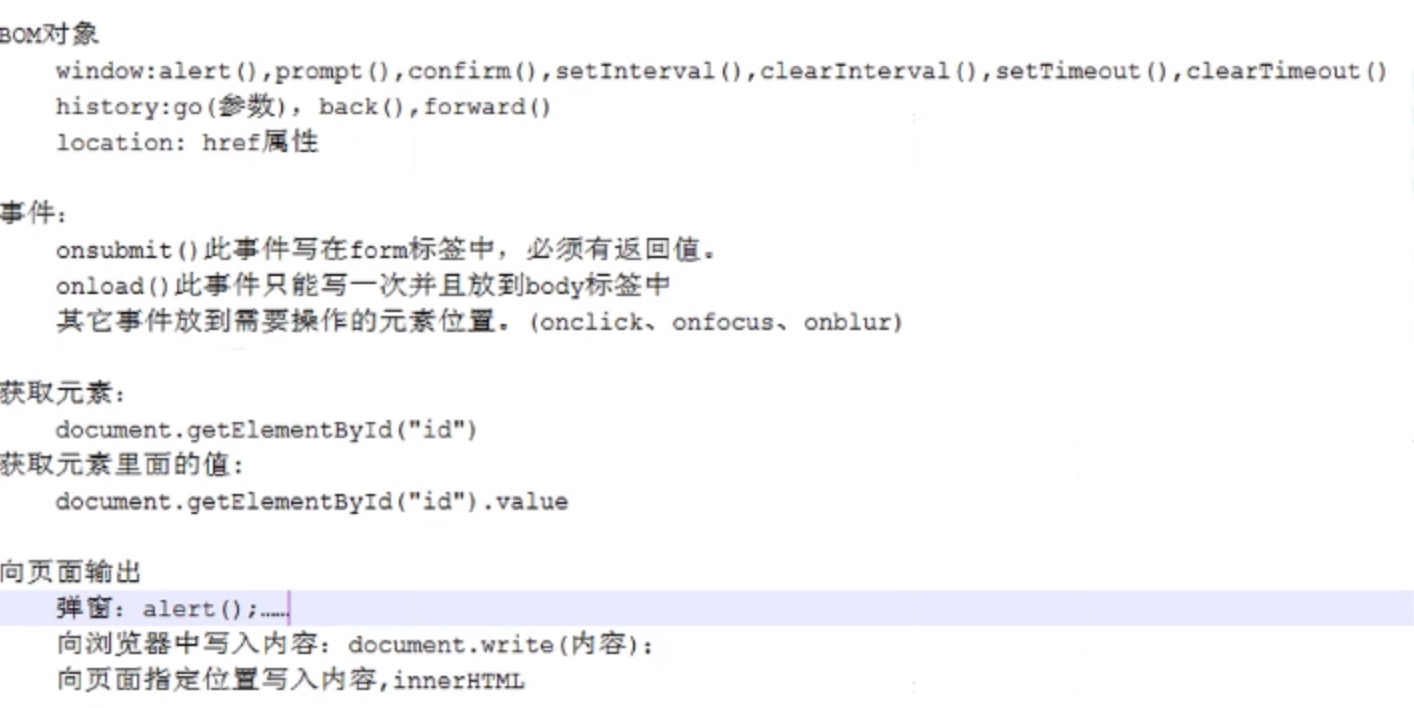 BOM对象
window:alert(),prompt(),confirm(),setInterval(),clearInterval(),setTimeout(),clearTimeout()
history:go(参数), back(),forward()
location: href属性
事件:
onsubmit()此事件写在form标签中, 必须有返回值。
onload()此事件只能写一次并且放到body标签中
其它事件放到需要操作的元素位置。(onclick、onfocus、onblur)
获取元素:
document.getElementById("id")
获取元素里面的值:
document.getElementById("id").value
向页面输出
弹窗: alert();……
向浏览器中写入内容: document.write(内容);
向页面指定位置写入内容,innerHTML